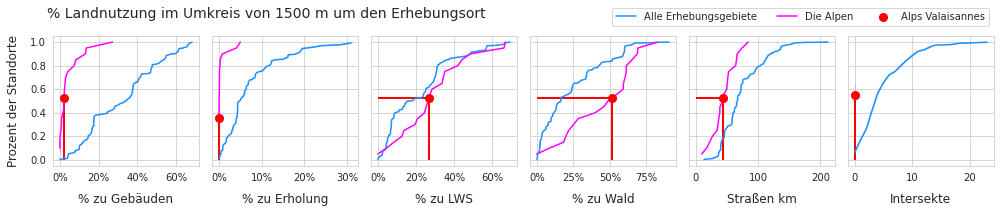 % Landnutzung im Umkreis von 1500 m um den Erhebungsort
Alle Erhebungsgebiete Die Alpen Alps Valaisannes
Prozent der Standorte
1.0
0.8
0.6
0.4
0.2
0.0
0% 20% 40% 60%
% zu Gebäuden
0% 10% 20% 30%
% zu Erholung
0% 20% 40% 60%
% zu LWS
0% 25% 50% 75%
% zu Wald
0 100 200
Straßen km
0 10 20
Intersekte